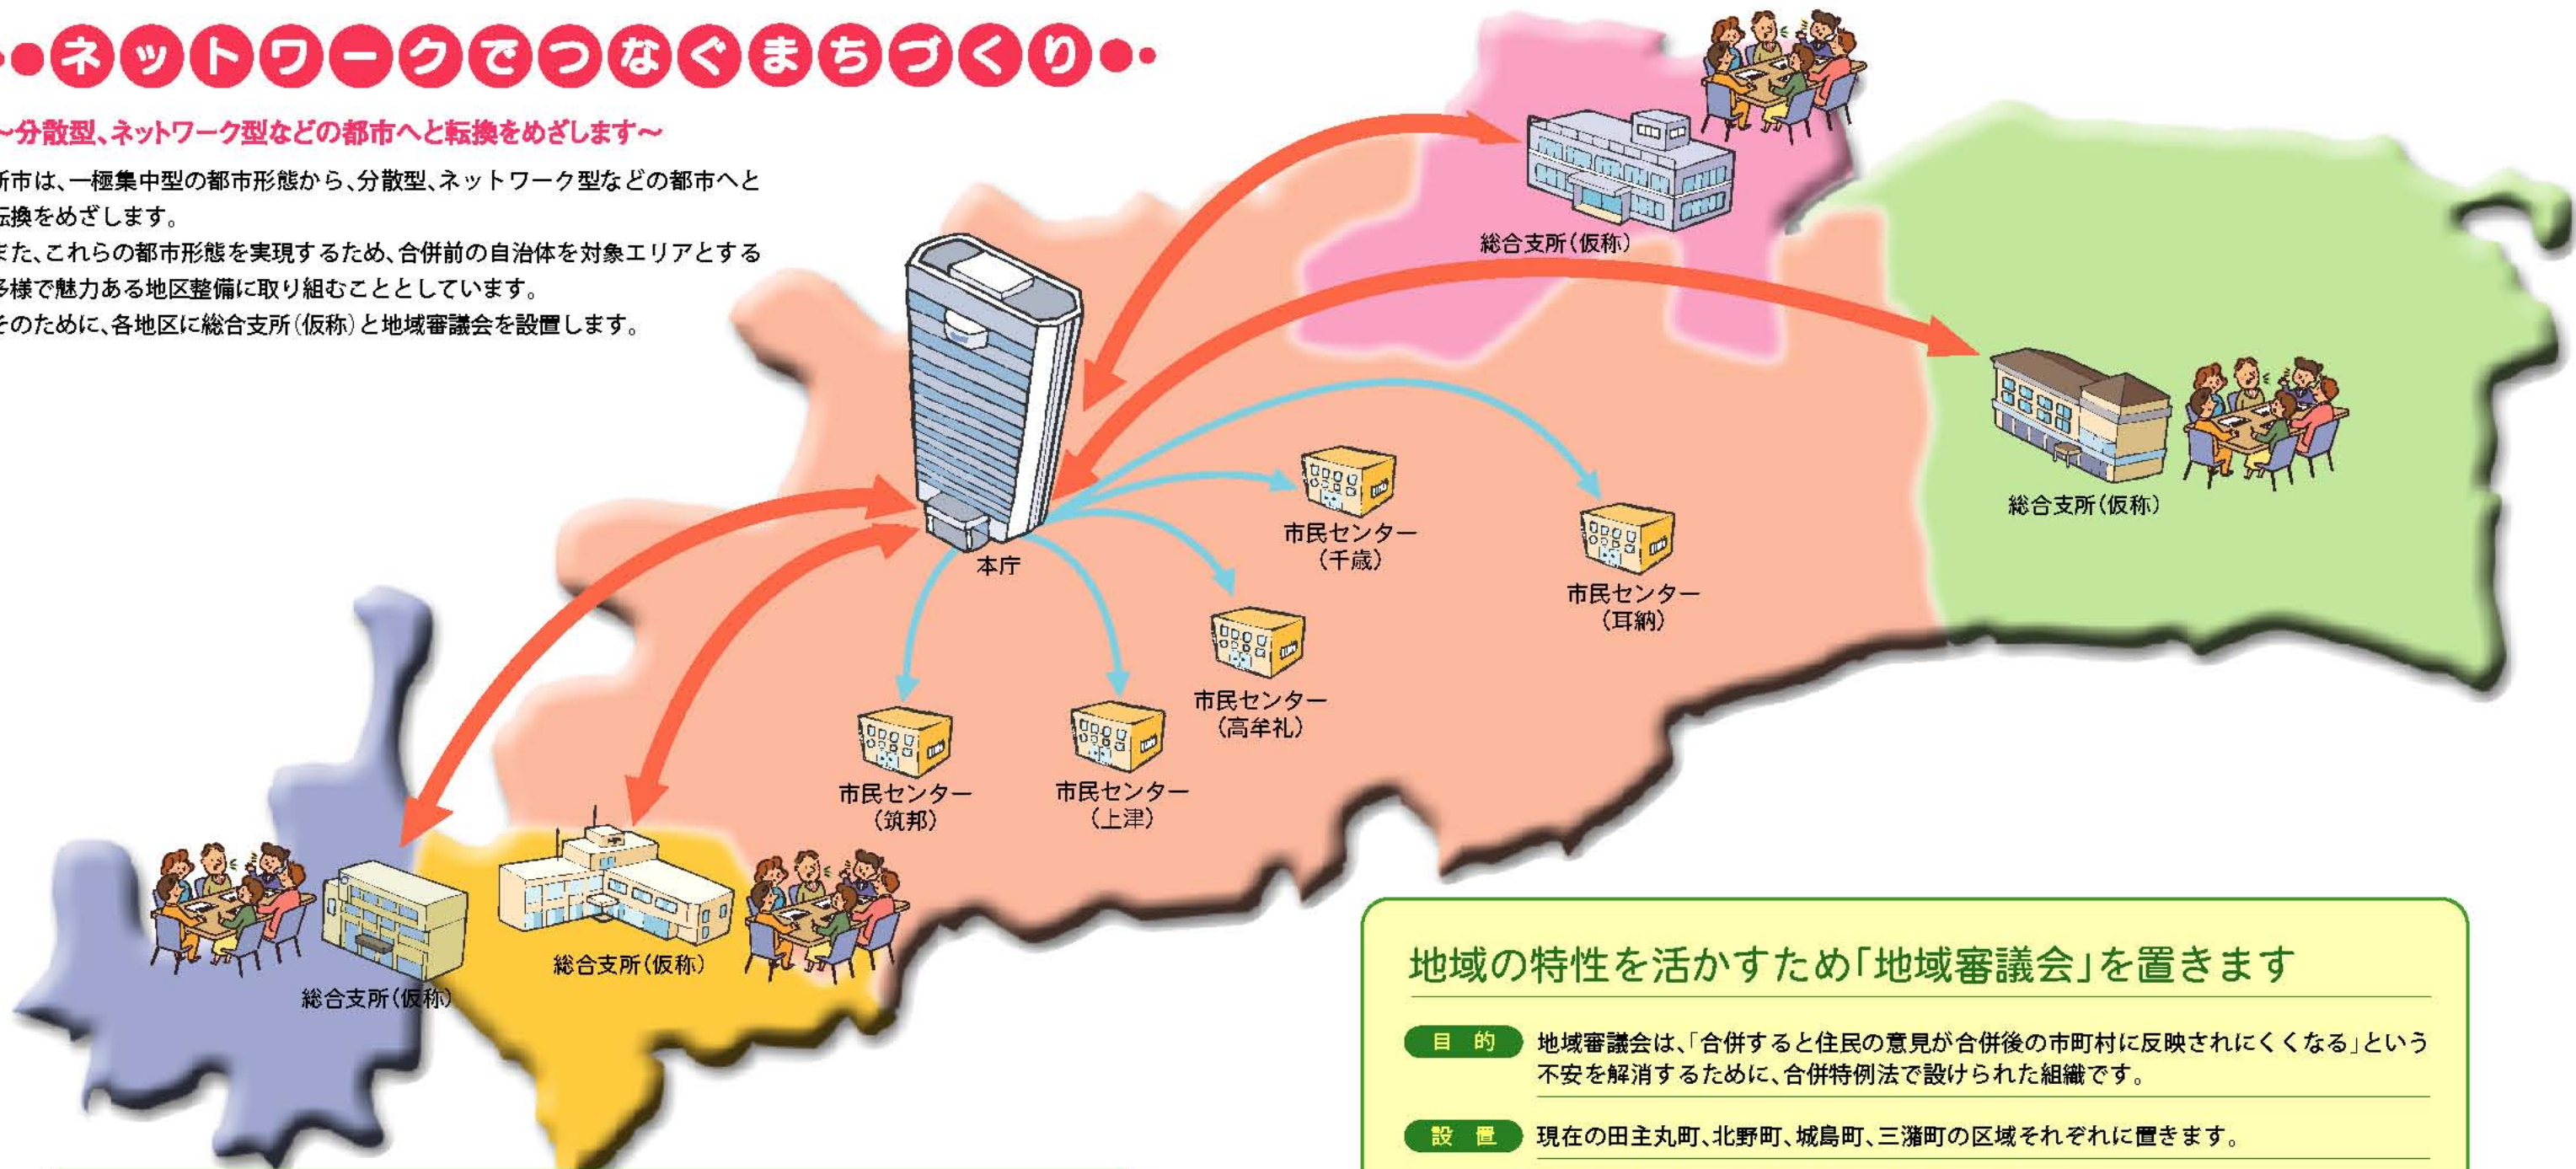 ネットワークでつなぐまちづくり
～分散型、ネットワーク型などの都市へと転換をめざします～
新市は、一極集中型の都市形態から、分散型、ネットワーク型などの都市へと
転換をめざします。
また、これらの都市形態を実現するため、合併前の自治体を対象エリアとする
多様で魅力ある地区整備に取り組むこととしています。
そのために、各地区に総合支所(仮称)と地域審議会を設置します。
総合支所(仮称)
総合支所(仮称)
本庁
市民センター
(千歳)
市民センター
(耳納)
市民センター
(高牟礼)
市民センター
(筑邦)
市民センター
(上津)
総合支所(仮称)
総合支所(仮称)
地域の特性を活かすため「地域審議会」を置きます
目 的 地域審議会は、「合併すると住民の意見が合併後の市町村に反映されにくくなる」という
不安を解消するために、合併特例法で設けられた組織です。
設 置 現在の田主丸町、北野町、城島町、三潴町の区域それぞれに置きます。